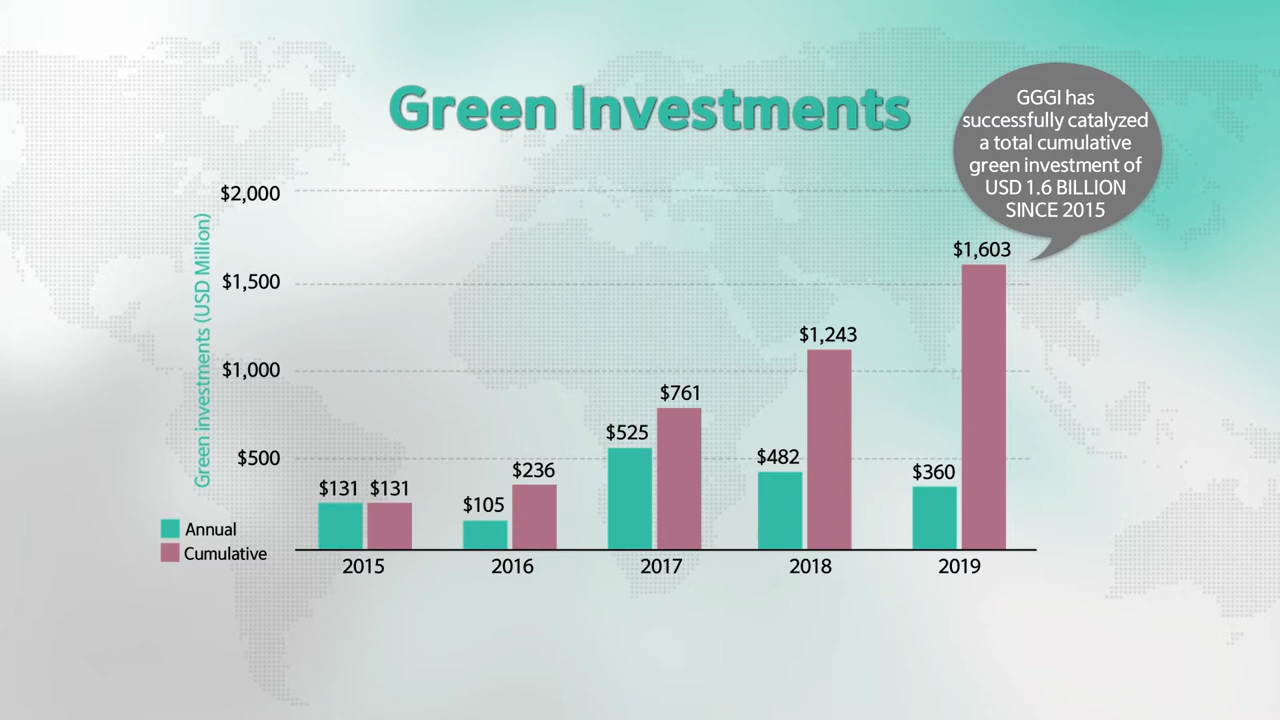 Green Investments
GGGI has
successfully catalyzed
a total cumulative
green investment of
USD 1.6 BILLION
SINCE 2015
Green investments (USD Million)
$2,000
$1,500
$1,000
$500
$131
$131
$105
$236
$525
$761
$482
$1,243
$360
$1,603
Annual
Cumulative
2015
2016
2017
2018
2019